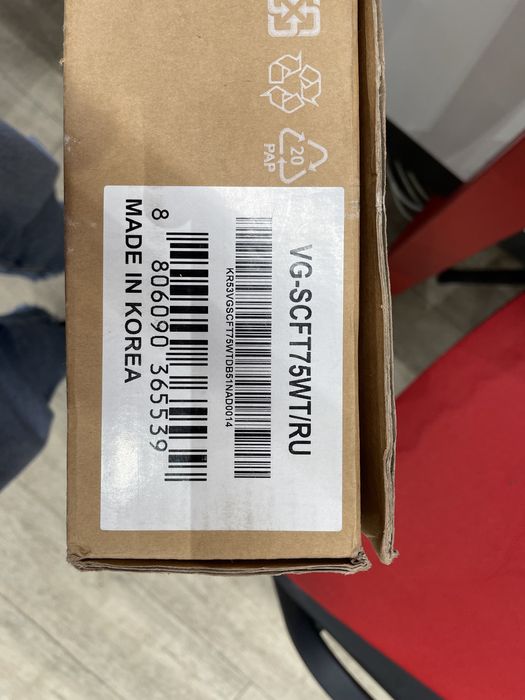 20
PAP
VG-SCFT75WT/RU
KR53VGSCFT75WTDB51NAD0014
8 806090 365539
MADE IN KOREA